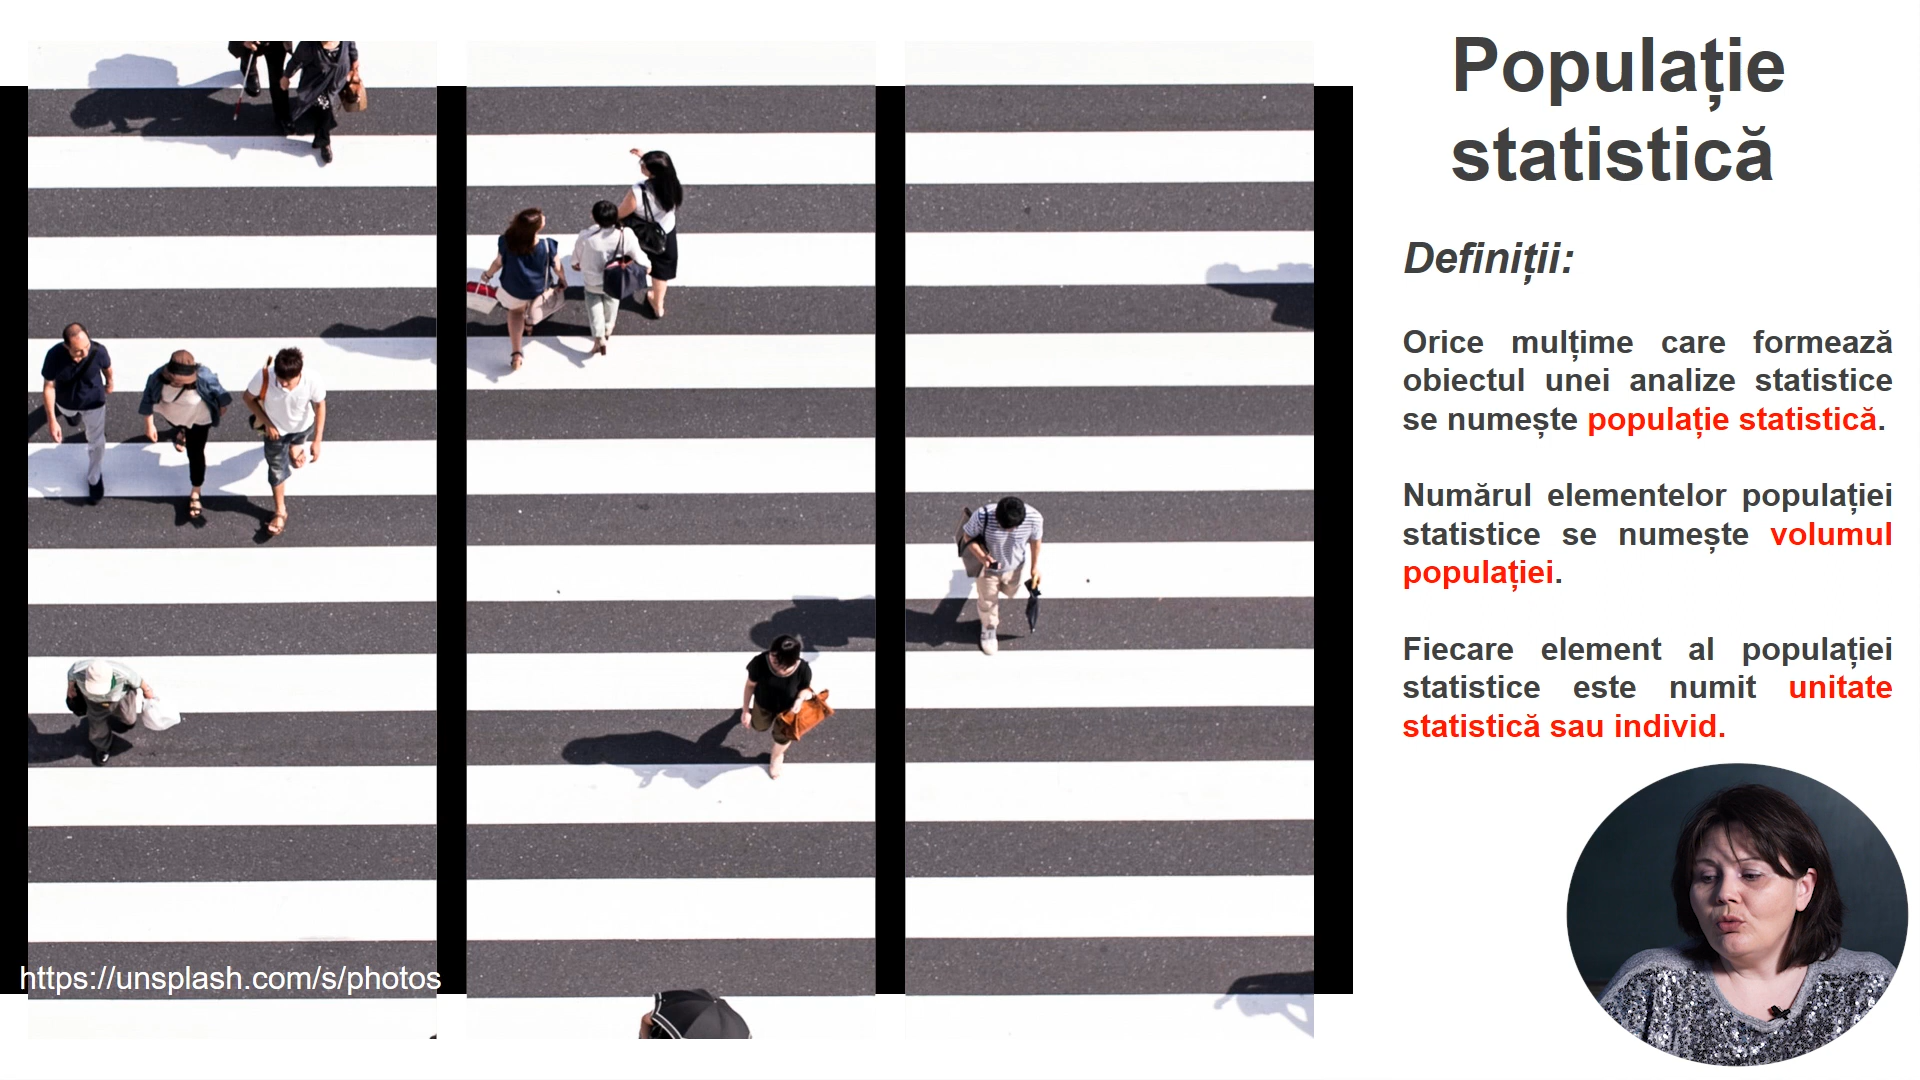 Populație
statistică
Definiții:
Orice mulțime care formează
obiectul unei analize statistice
se numește populație statistică.
Numărul elementelor populației
statistice se numește volumul
populației.
Fiecare element al populației
statistice este numit unitate
statistică sau individ.
https://unsplash.com/s/photos